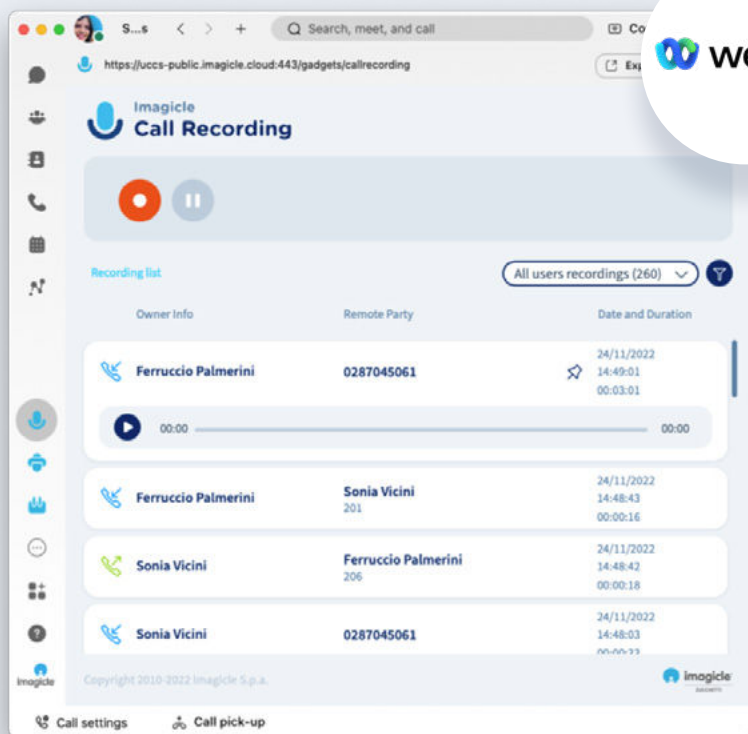 S...s
Search, meet, and call
Co
we
https://uccs-public.imagicle.cloud:443/gadgets/callrecording
Exp
Imagicle
Call Recording
Recording list
All users recordings (260)
Owner Info
Remote Party
Date and Duration
Ferruccio Palmerini
0287045061
24/11/2022
14:49:01
00:03:01
00:00
00:00
Ferruccio Palmerini
Sonia Vicini
201
24/11/2022
14:48:43
00:00:16
Sonia Vicini
Ferruccio Palmerini
206
24/11/2022
14:48:42
00:00:18
Sonia Vicini
0287045061
24/11/2022
14:48:03
imagicle
Copyright 2010-2022 Imagicle S.p.a.
imagicle
Call settings
Call pick-up